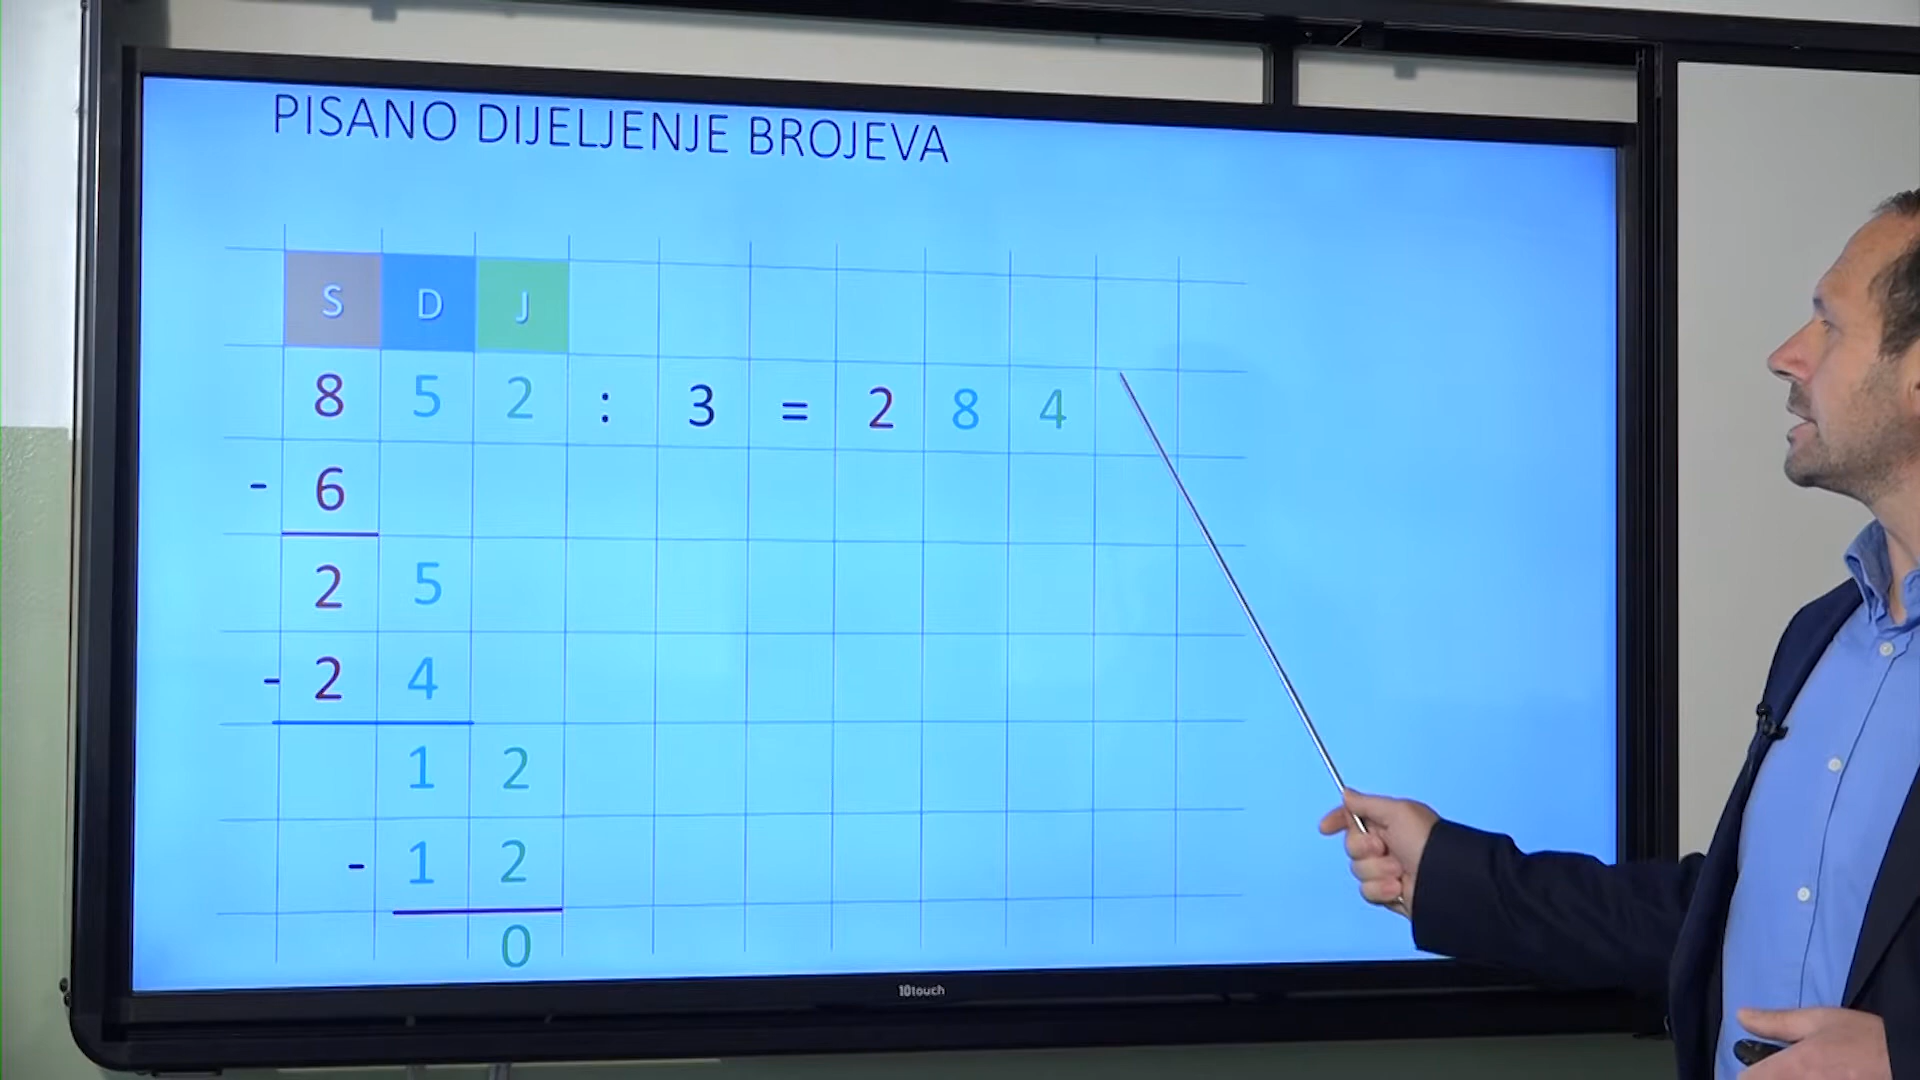 PISANO DIJELJENJE BROJEVA
S D J
8 5 2 : 3 = 2 8 4
- 6
2 5
- 2 4
1 2
- 1 2
0
10touch